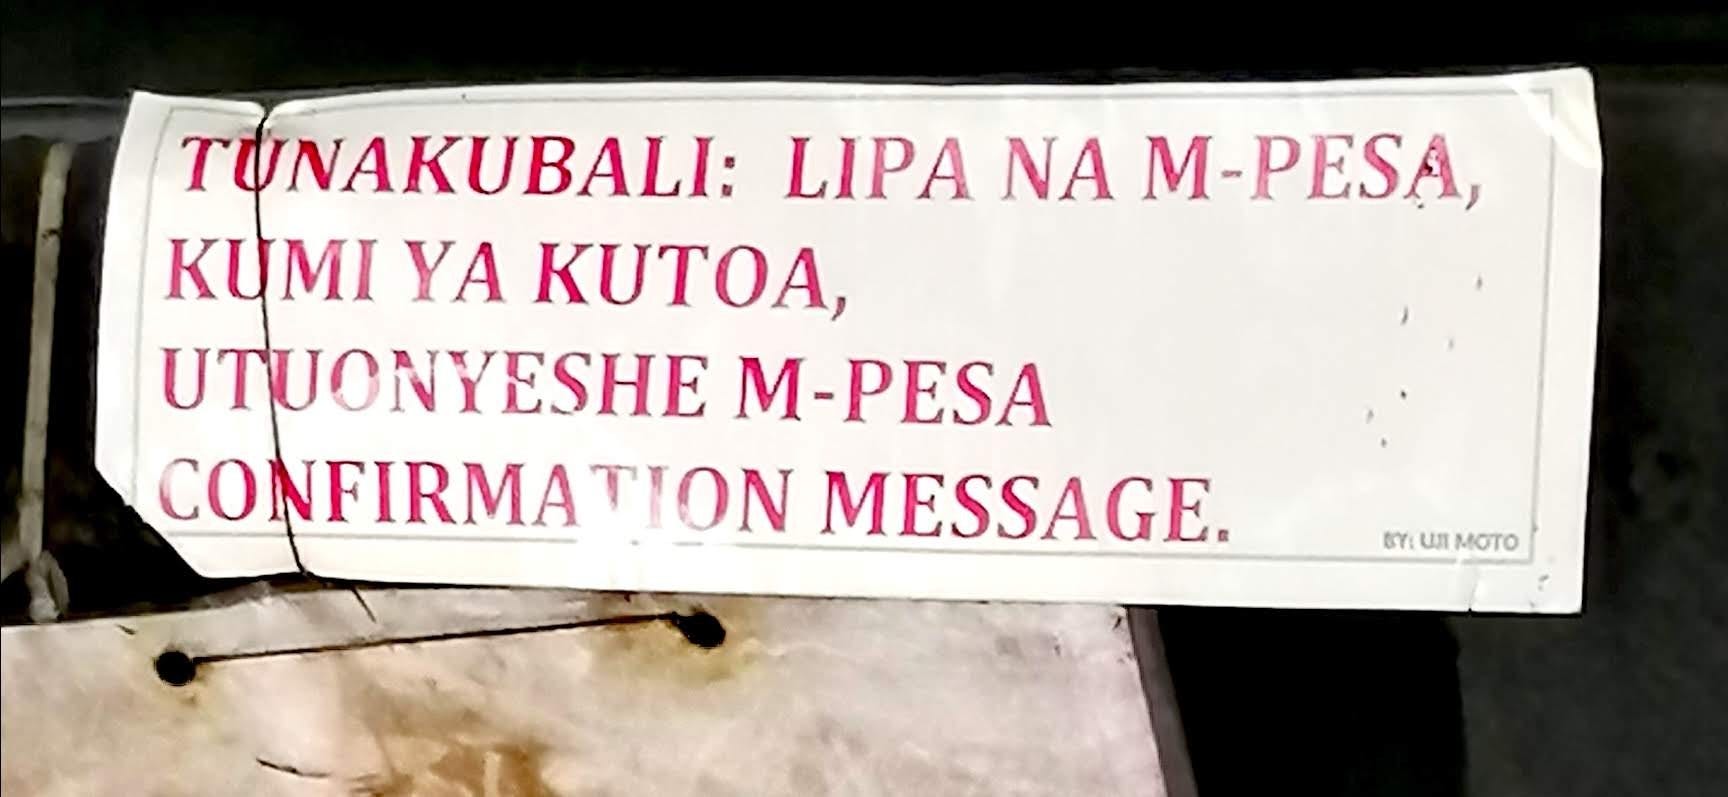 TUNAKUBALI: LIPA NA M-PESA,
KUMI YA KUTOA,
UTUONYESHE M-PESA
CONFIRMATION MESSAGE.
BY: UJI MOTO